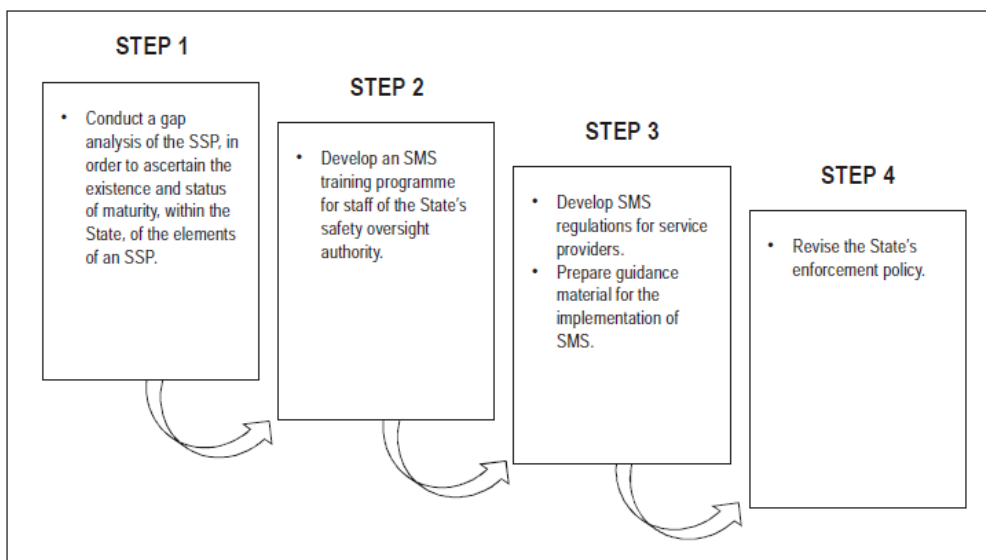 STEP 1
• Conduct a gap
analysis of the SSP, in
order to ascertain the
existence and status
of maturity, within the
State, of the elements
of an SSP.
STEP 2
• Develop an SMS
training programme
for staff of the State's
safety oversight
authority.
STEP 3
• Develop SMS
regulations for service
providers.
• Prepare guidance
material for the
implementation of
SMS.
STEP 4
• Revise the State's
enforcement policy.